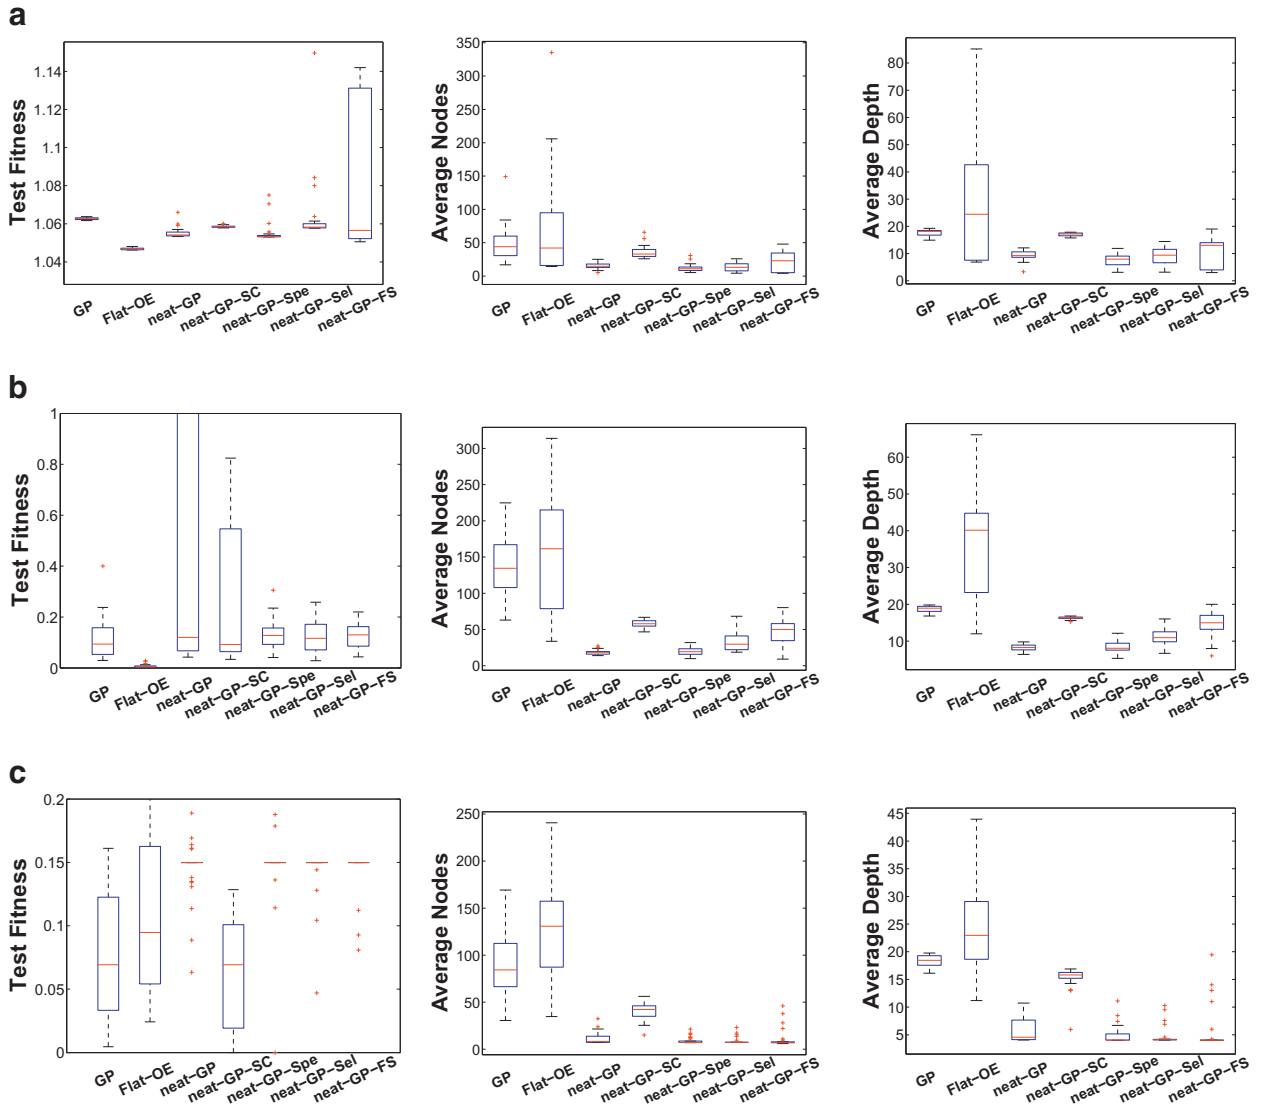 a
Test Fitness
1.14
1.12
1.1
1.08
1.06
1.04
GP
Flat-OE
neat-GP
neat-GP-SC
neat-GP-Spe
neat-GP-Sel
neat-GP-FS
Average Nodes
350
300
250
200
150
100
50
0
GP
Flat-OE
neat-GP
neat-GP-SC
neat-GP-Spe
neat-GP-Sel
neat-GP-FS
Average Depth
80
70
60
50
40
30
20
10
0
GP
Flat-OE
neat-GP
neat-GP-SC
neat-GP-Spe
neat-GP-Sel
neat-GP-FS
b
Test Fitness
1
0.8
0.6
0.4
0.2
0
GP
Flat-OE
neat-GP
neat-GP-SC
neat-GP-Spe
neat-GP-Sel
neat-GP-FS
Average Nodes
300
250
200
150
100
50
0
GP
Flat-OE
neat-GP
neat-GP-SC
neat-GP-Spe
neat-GP-Sel
neat-GP-FS
Average Depth
60
50
40
30
20
10
GP
Flat-OE
neat-GP
neat-GP-SC
neat-GP-Spe
neat-GP-Sel
neat-GP-FS
c
Test Fitness
0.2
0.15
0.1
0.05
0
GP
Flat-OE
neat-GP
neat-GP-SC
neat-GP-Spe
neat-GP-Sel
neat-GP-FS
Average Nodes
250
200
150
100
50
0
GP
Flat-OE
neat-GP
neat-GP-SC
neat-GP-Spe
neat-GP-Sel
neat-GP-FS
Average Depth
45
40
35
30
25
20
15
10
5
GP
Flat-OE
neat-GP
neat-GP-SC
neat-GP-Spe
neat-GP-Sel
neat-GP-FS